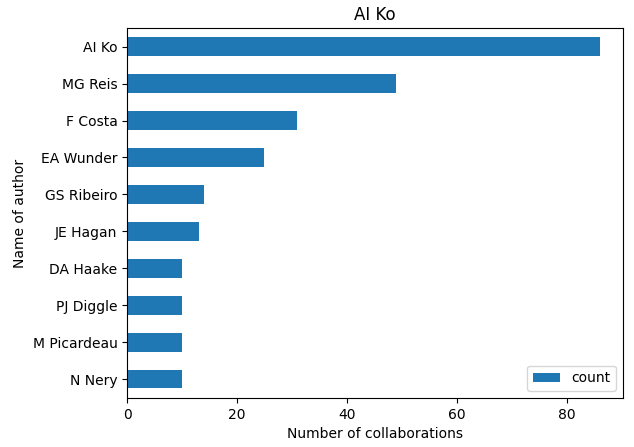 AI Ko
Name of author
AI Ko
MG Reis
F Costa
EA Wunder
GS Ribeiro
JE Hagan
DA Haake
PJ Diggle
M Picardeau
N Nery
count
0 20 40 60 80
Number of collaborations